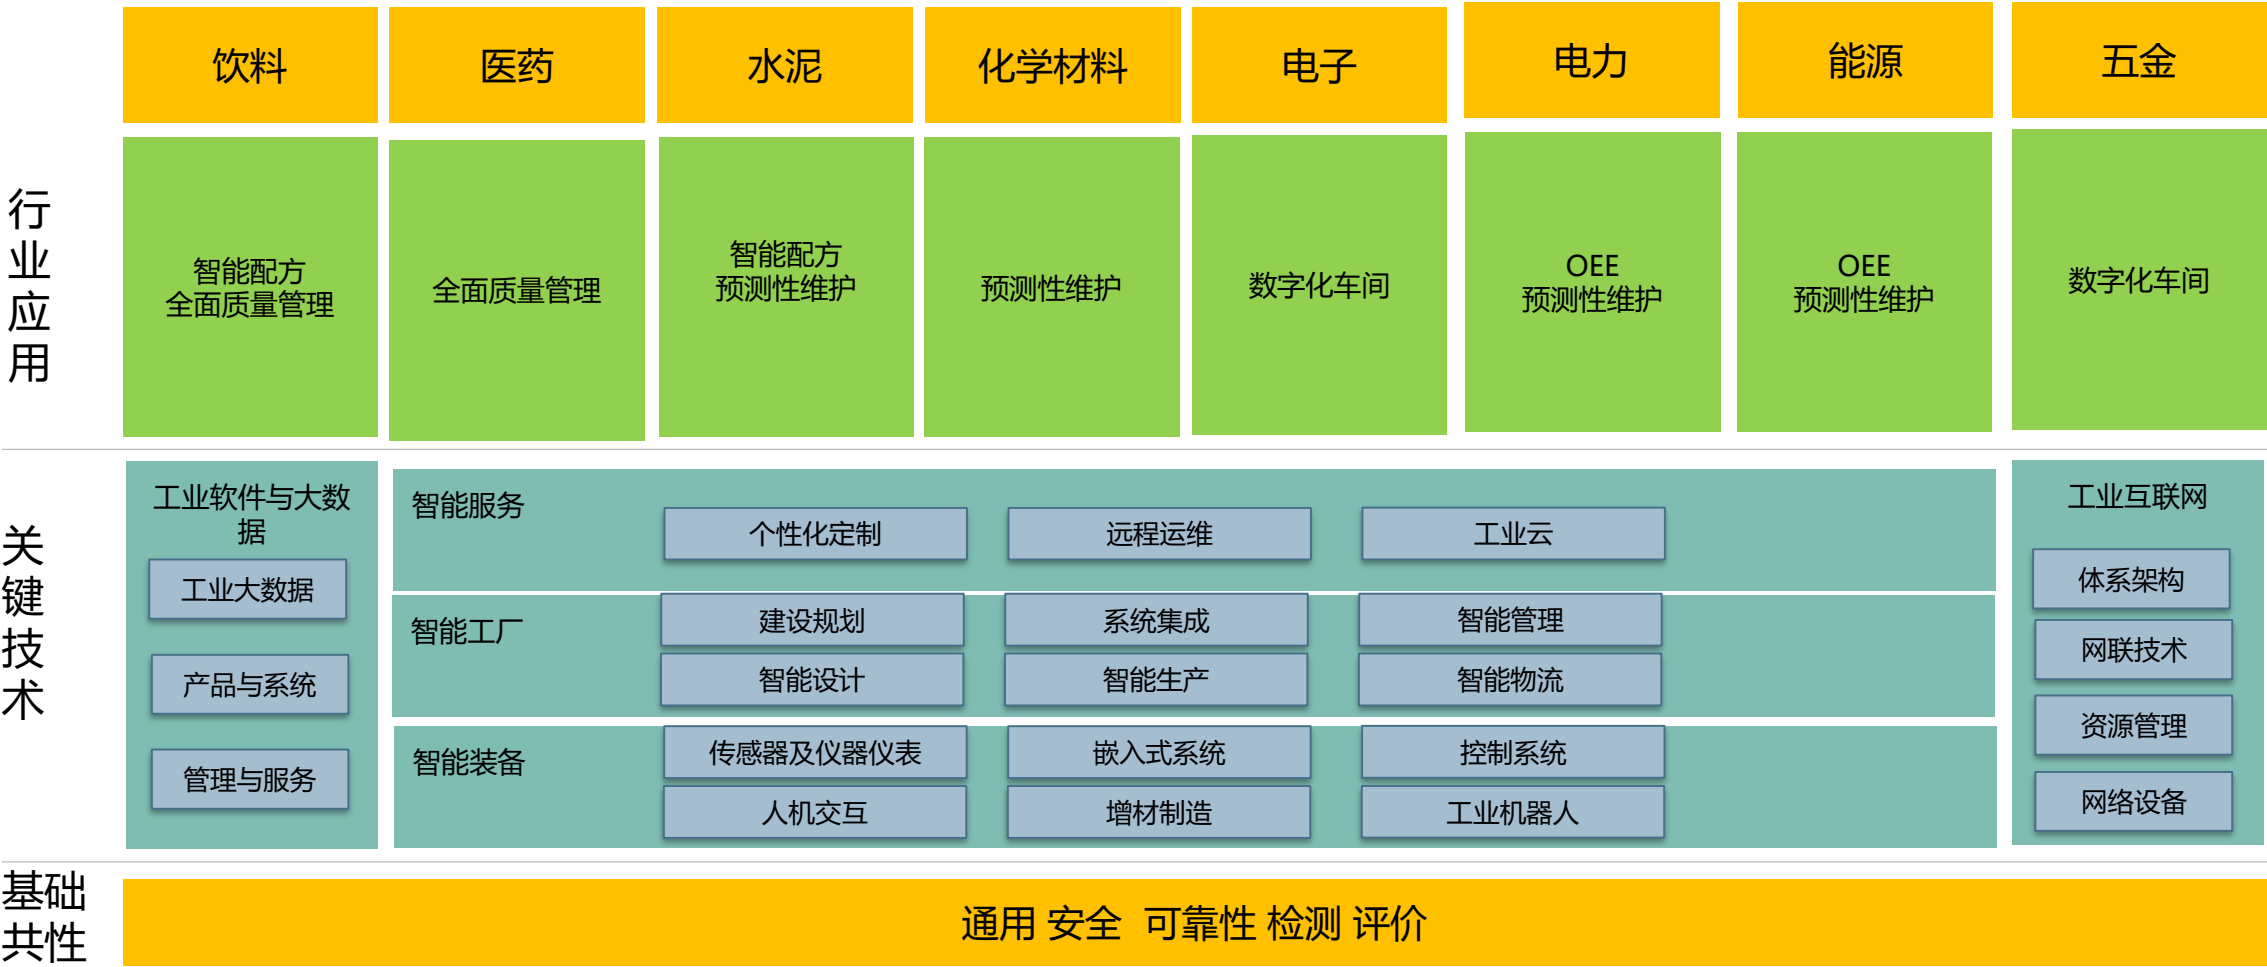 饮料
医药
水泥
化学材料
电子
电力
能源
五金
行
业
应
用
智能配方
全面质量管理
全面质量管理
智能配方
预测性维护
预测性维护
数字化车间
OEE
预测性维护
OEE
预测性维护
数字化车间
关
键
技
术
工业软件与大数
据
工业大数据
产品与系统
管理与服务
智能服务
个性化定制
远程运维
工业云
智能工厂
建设规划
系统集成
智能管理
智能设计
智能生产
智能物流
智能装备
传感器及仪器仪表
嵌入式系统
控制系统
人机交互
增材制造
工业机器人
工业互联网
体系架构
网联技术
资源管理
网络设备
基础
共性
通用 安全 可靠性 检测 评价